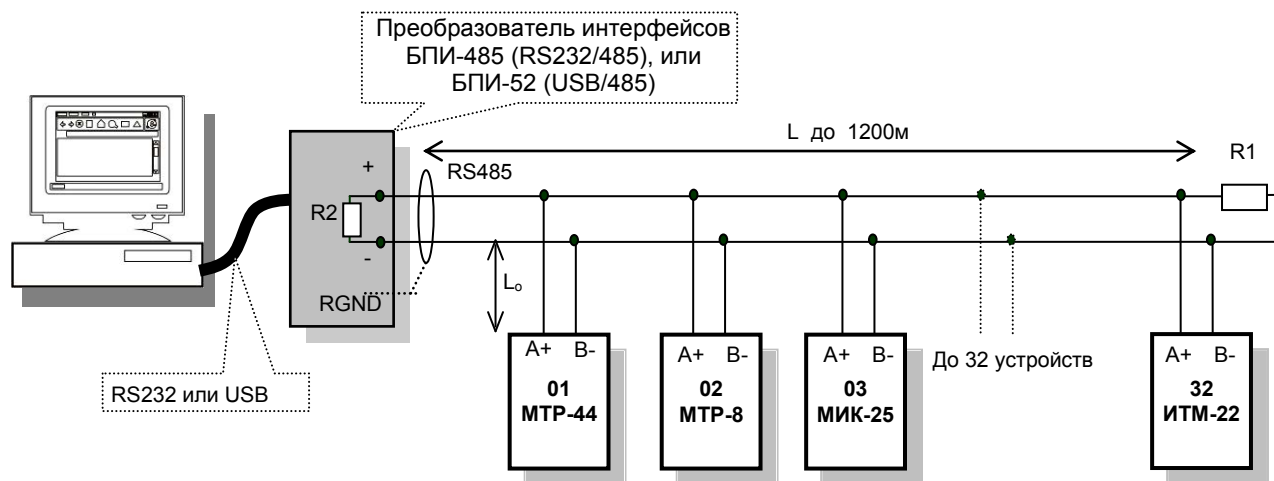 Преобразователь интерфейсов
БПИ-485 (RS232/485), или
БПИ-52 (USB/485)
L до 1200м
R1
+
RS485
R2
-
RGND
Lo
A+ B-
01
МТР-44
A+ B-
02
МТР-8
A+ B-
03
МИК-25
До 32 устройств
A+ B-
32
ИТМ-22
RS232 или USB